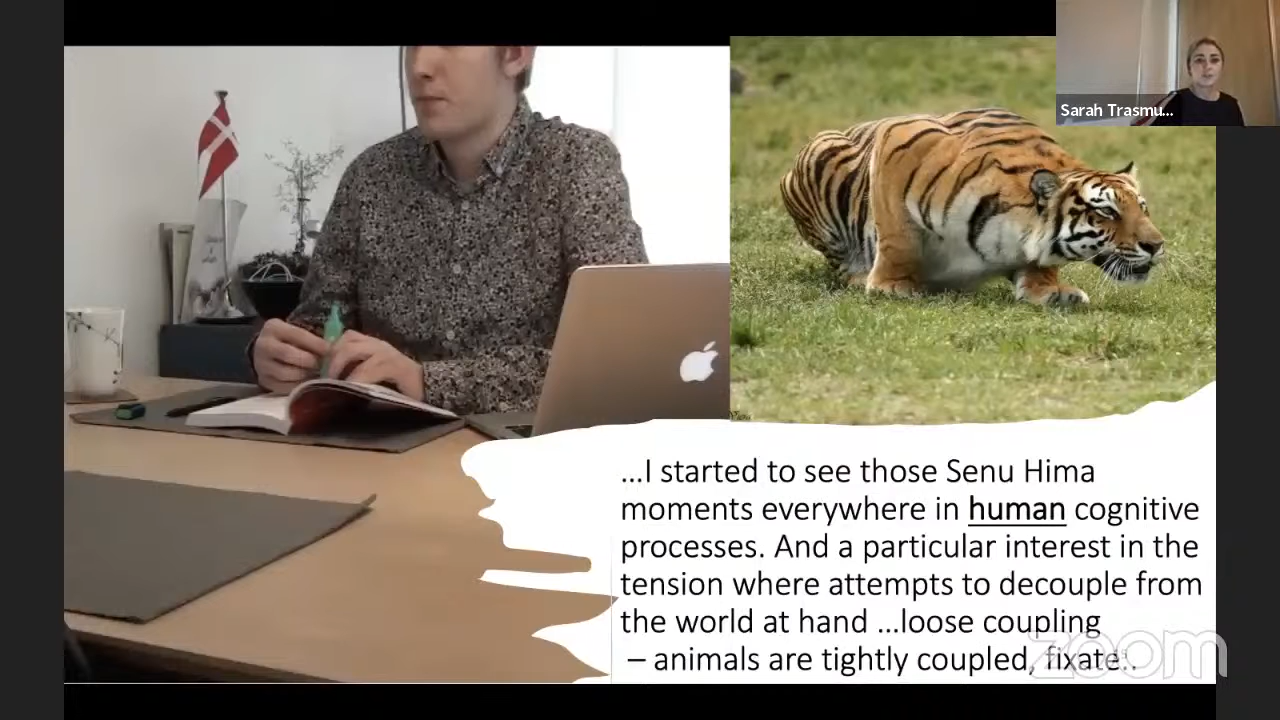 Sarah Trasmu...
...I started to see those Senu Hima
moments everywhere in human cognitive
processes. And a particular interest in the
tension where attempts to decouple from
the world at hand ...loose coupling
– animals are tightly coupled, fixate..
zoom